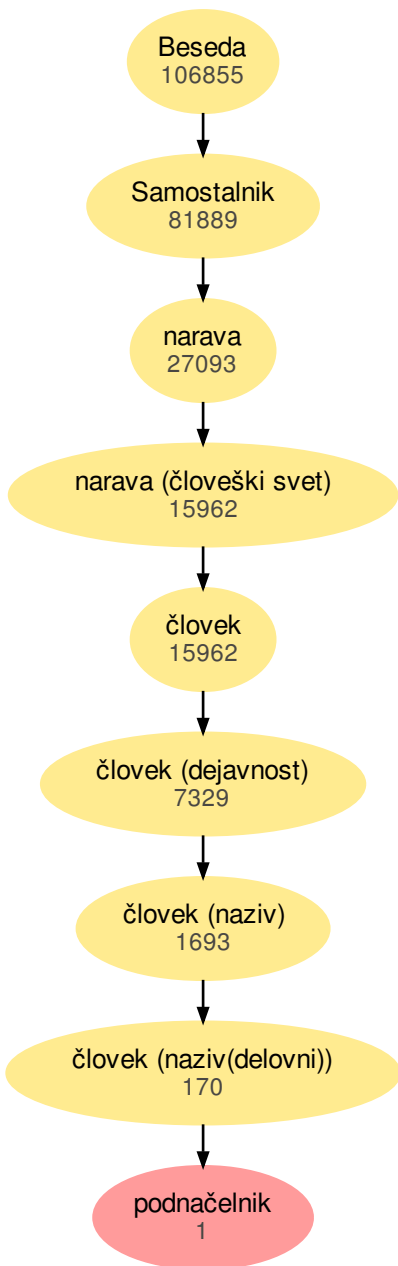 Beseda
106855
Samostalnik
81889
narava
27093
narava (človeški svet)
15962
človek
15962
človek (dejavnost)
7329
človek (naziv)
1693
človek (naziv(delovni))
170
podnačelnik
1